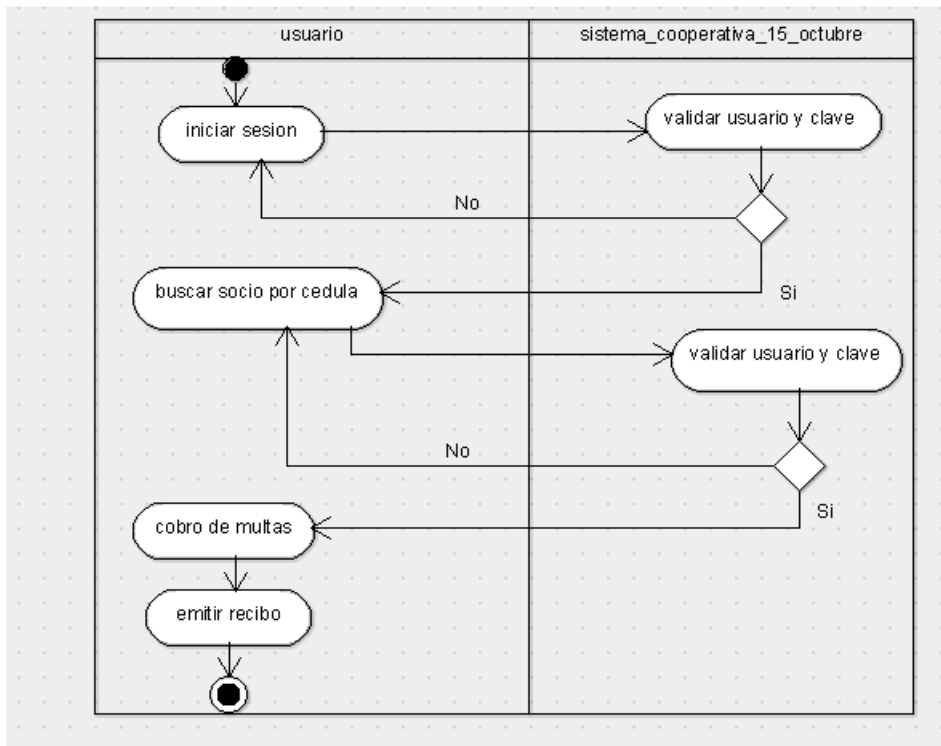 usuario
sistema_cooperativa_15_octubre
iniciar sesion
validar usuario y clave
No
buscar socio por cedula
Si
validar usuario y clave
No
Si
cobro de multas
emitir recibo